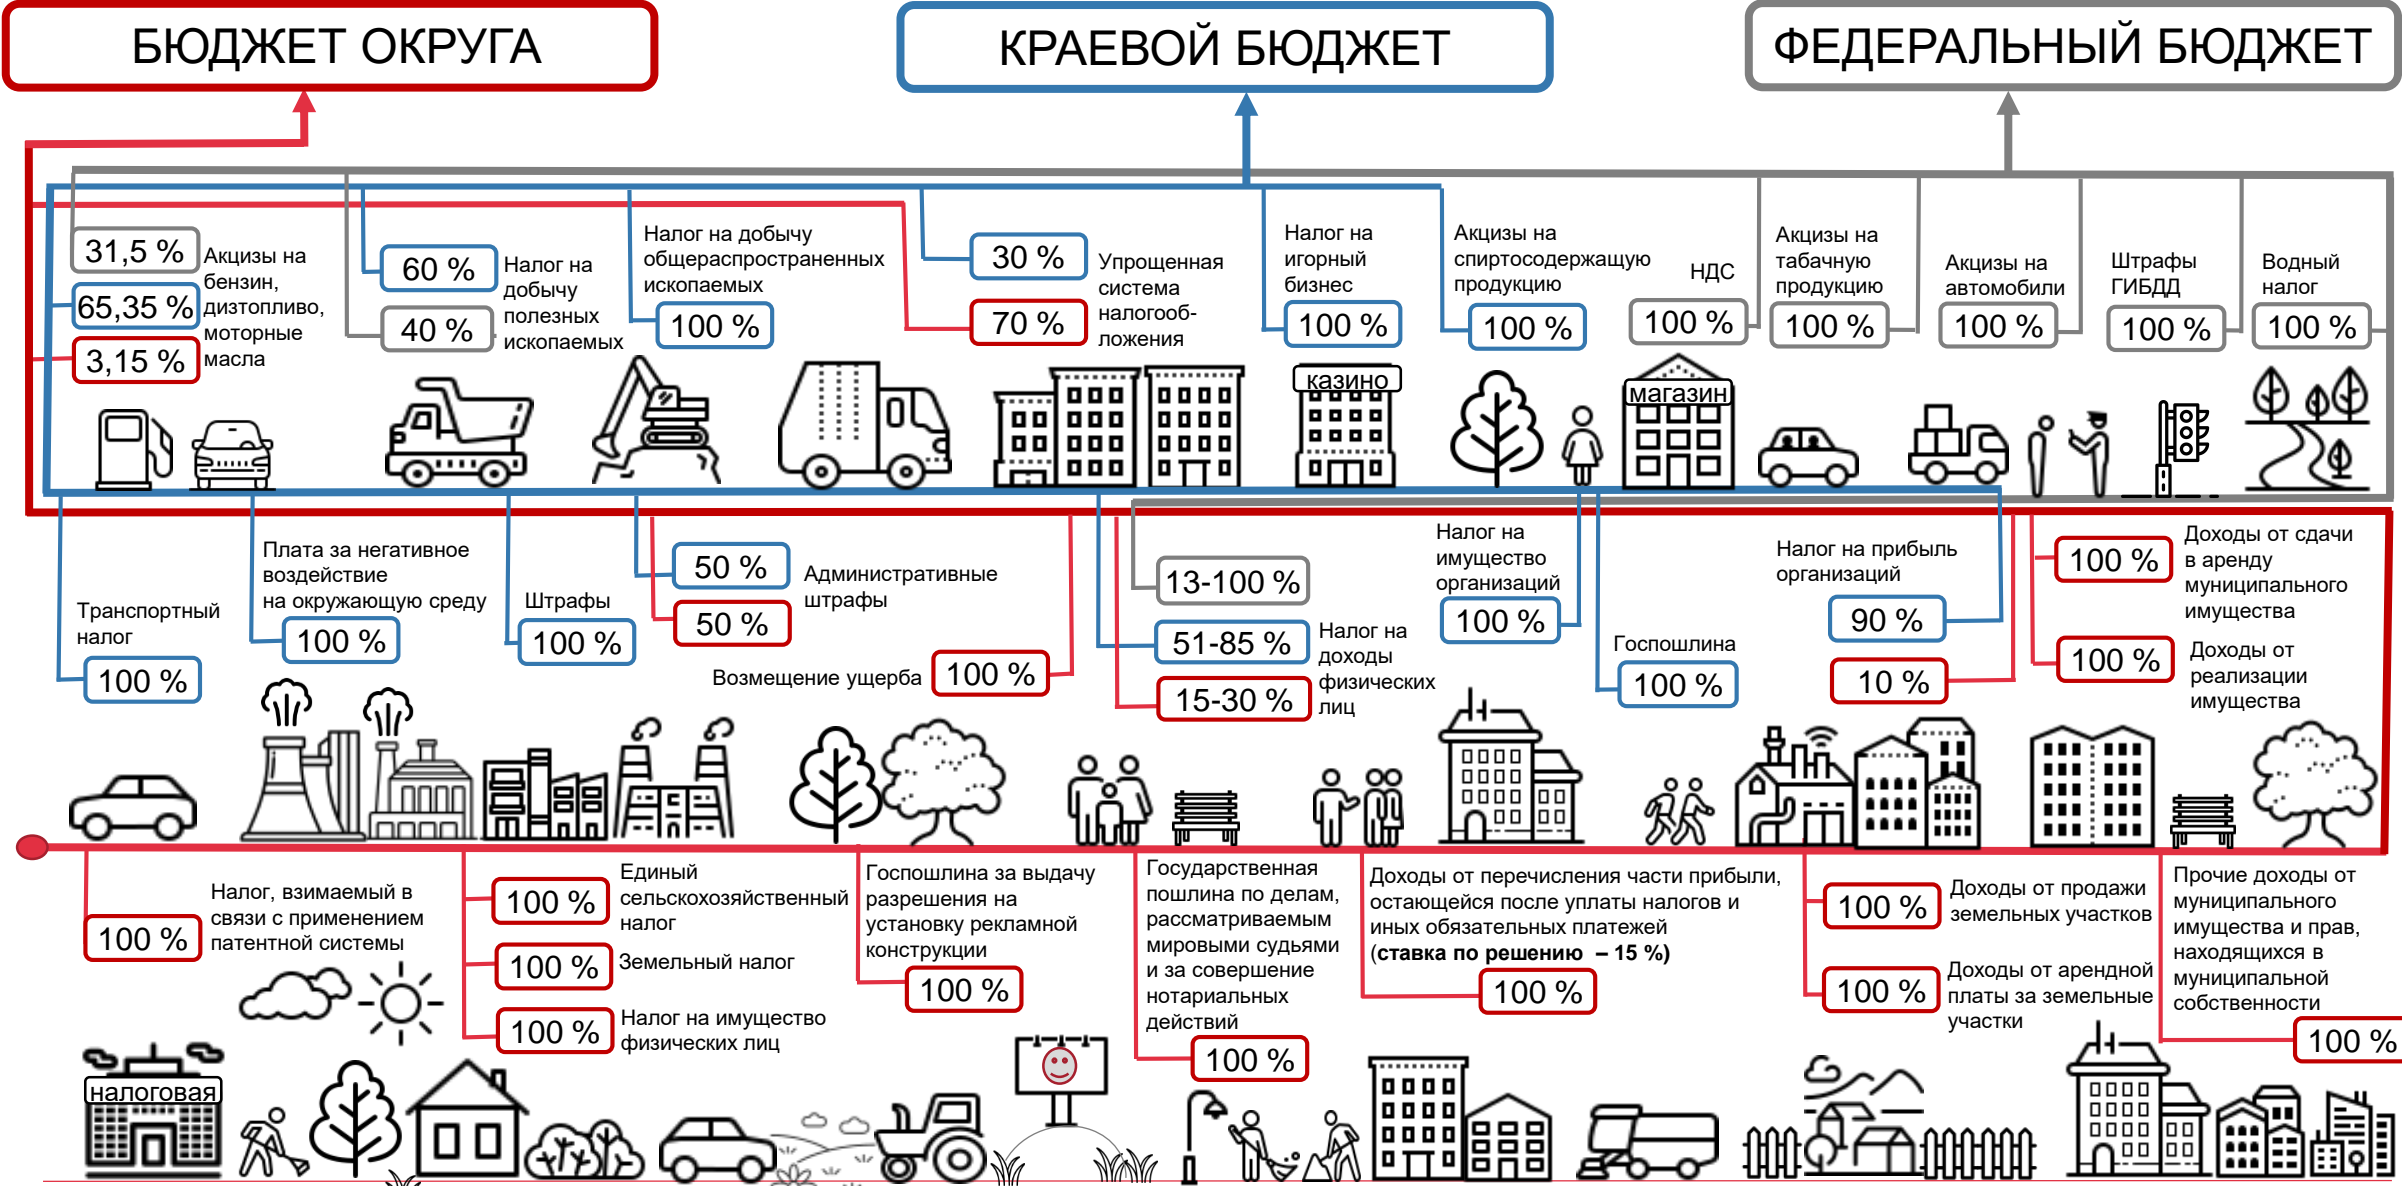 БЮДЖЕТ ОКРУГА
КРАЕВОЙ БЮДЖЕТ
ФЕДЕРАЛЬНЫЙ БЮДЖЕТ
31,5 %
65,35 %
3,15 %
Акцизы на
бензин,
дизтопливо,
моторные
масла
60 %
40 %
Налог на
добычу
полезных
ископаемых
Налог на добычу
общераспространенных
ископаемых
100 %
30 %
70 %
Упрощенная
система
налогооб-
ложения
Налог на
игорный
бизнес
100 %
Акцизы на
спиртосодержащую
продукцию
100 %
НДС
100 %
Акцизы на
табачную
продукцию
100 %
Акцизы на
автомобили
100 %
Штрафы
ГИБДД
100 %
Водный
налог
100 %
казино
магазин
Транспортный
налог
100 %
Плата за негативное
воздействие
на окружающую среду
100 %
Штрафы
100 %
50 %
50 %
Административные
штрафы
Возмещение ущерба
100 %
13-100 %
51-85 %
15-30 %
Налог на
доходы
физических
лиц
Налог на
имущество
организаций
100 %
Госпошлина
100 %
Налог на прибыль
организаций
90 %
10 %
100 %
Доходы от сдачи
в аренду
муниципального
имущества
100 %
Доходы от
реализации
имущества
100 %
Налог, взимаемый в
связи с применением
патентной системы
100 %
Единый
сельскохозяйственный
налог
100 %
Земельный налог
100 %
Налог на имущество
физических лиц
Госпошлина за выдачу
разрешения на
установку рекламной
конструкции
100 %
Государственная
пошлина по делам,
рассматриваемым
мировыми судьями
и за совершение
нотариальных
действий
100 %
Доходы от перечисления части прибыли,
остающейся после уплаты налогов и
иных обязательных платежей
(ставка по решению – 15 %)
100 %
100 %
Доходы от продажи
земельных участков
100 %
Доходы от арендной
платы за земельные
участки
Прочие доходы от
муниципального
имущества и прав,
находящихся в
муниципальной
собственности
100 %
налоговая